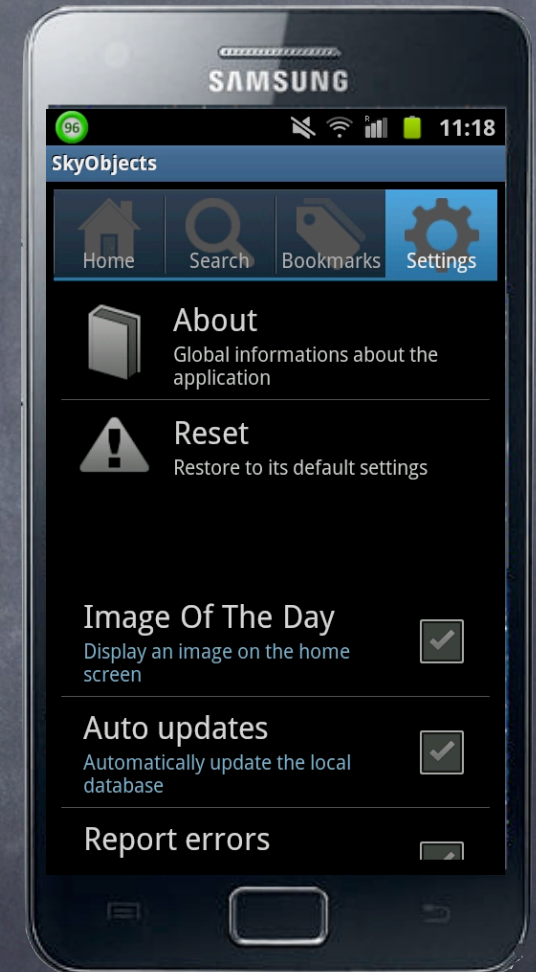 SAMSUNG
96
R
11:18
SkyObjects
Home
Search
Bookmarks
Settings
About
Global informations about the
application
Reset
Restore to its default settings
Image Of The Day
Display an image on the home
screen
Auto updates
Automatically update the local
database
Report errors